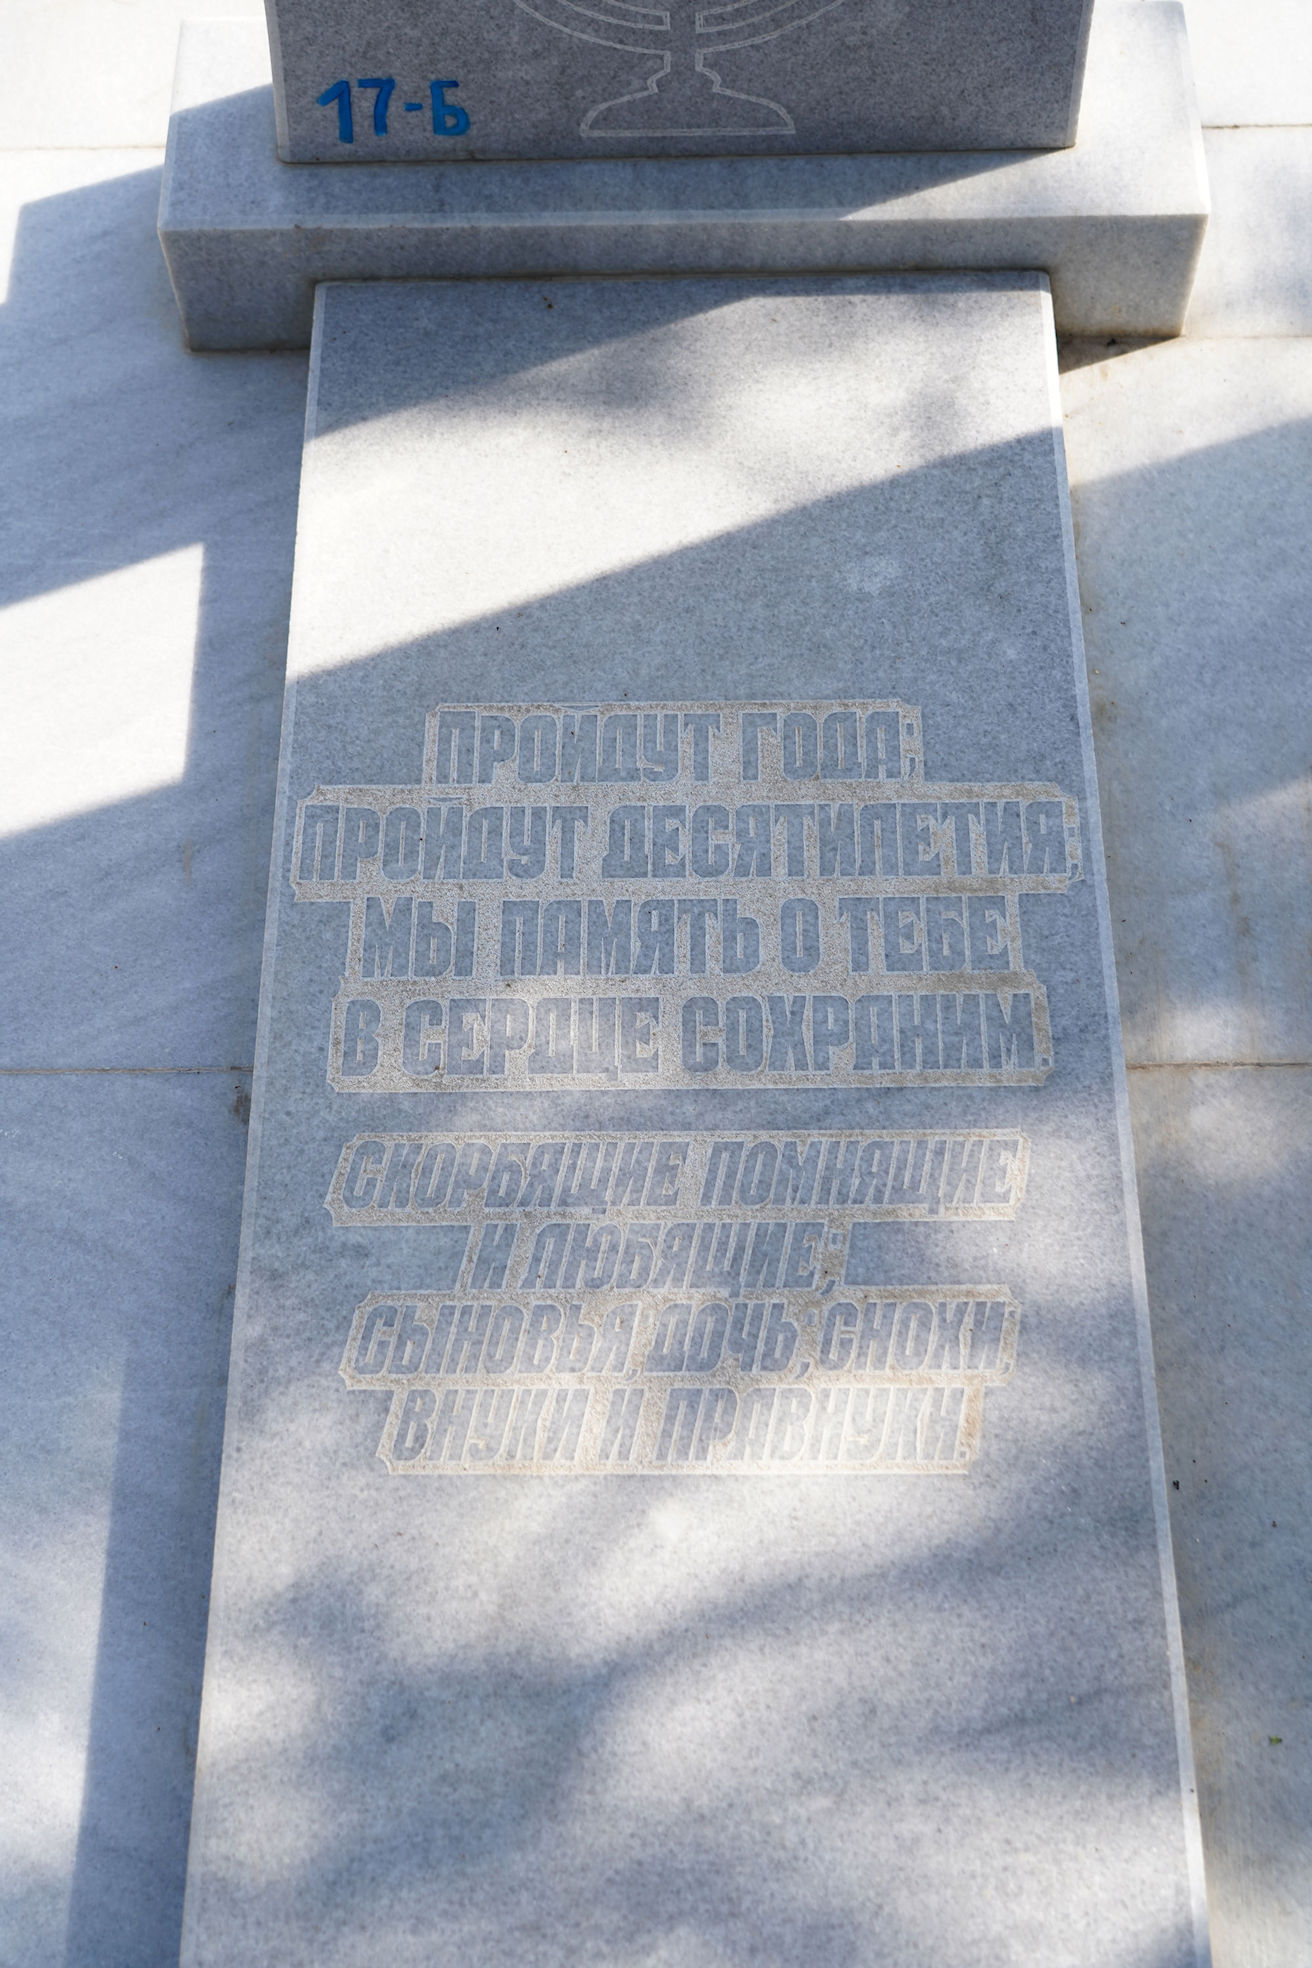 17-Б
ПРОЙДУТ ГОДА;
ПРОЙДУТ ДЕСЯТИЛЕТИЯ;
МЫ ПАМЯТЬ О ТЕБЕ
В СЕРДЦЕ СОХРАНИМ.
СКОРБЯЩИЕ ПОМНЯЩИЕ
И ЛЮБЯЩИЕ;
СЫНОВЬЯ; ДОЧЬ; СНОХИ;
ВНУКИ И ПРАВНУКИ.